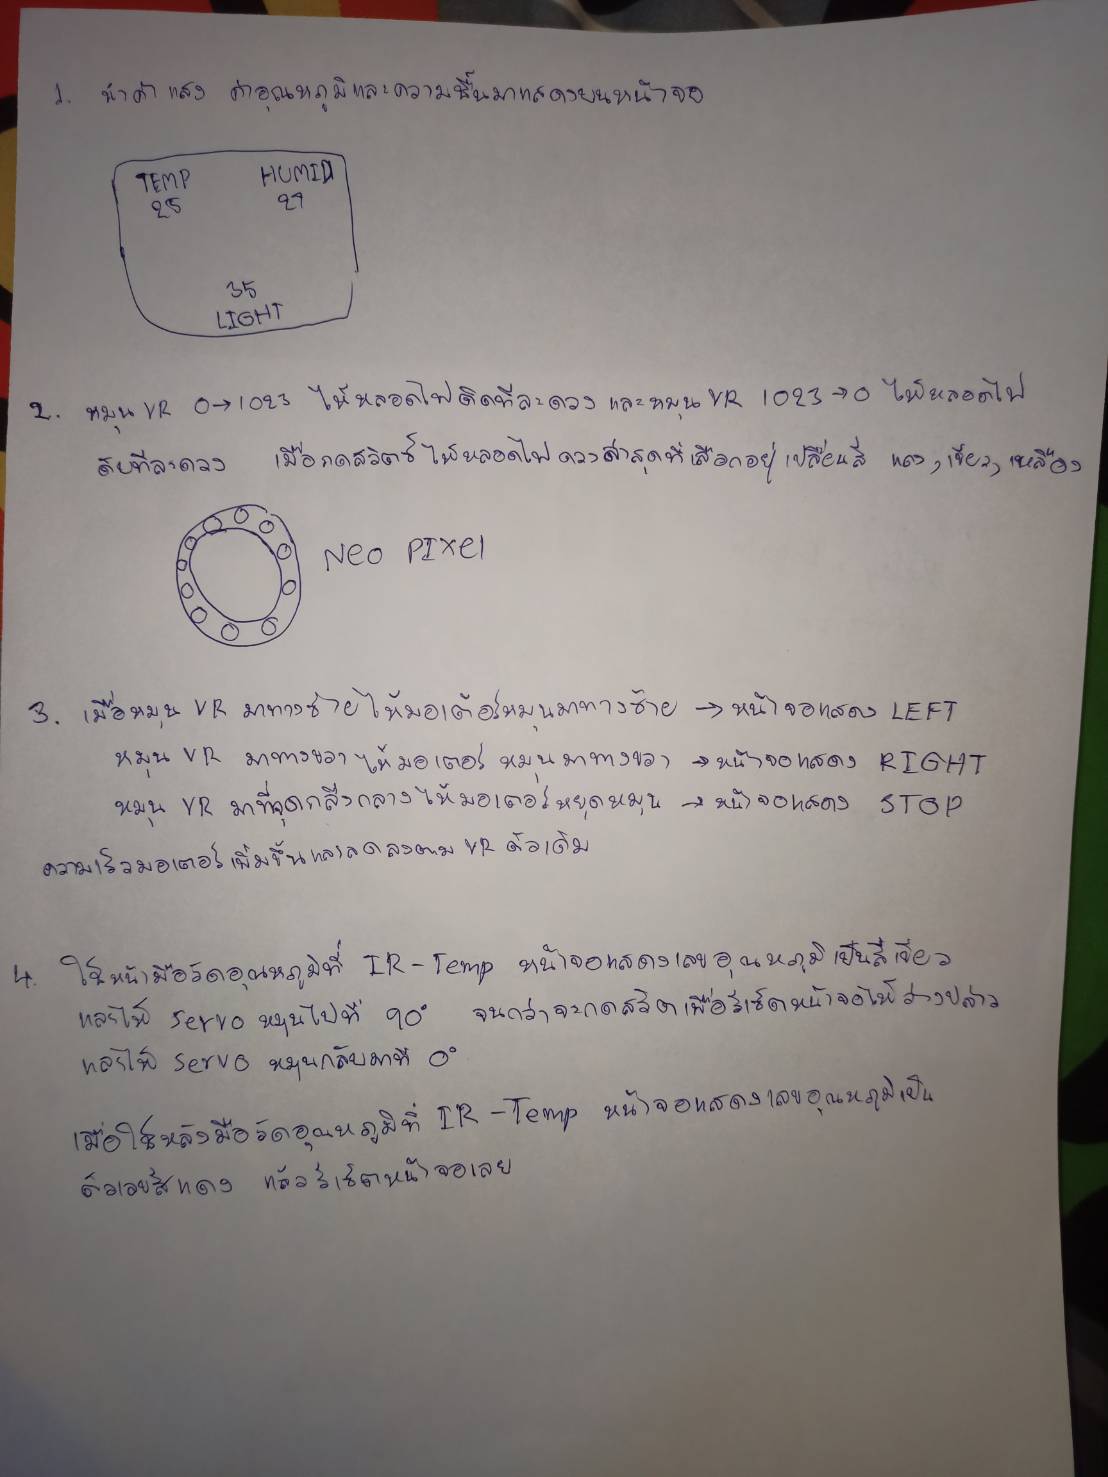 1. นำค่า แสง ค่าอุณหภูมิและความชื้นมาแสดงบนหน้าจอ
TEMP HUMID
25 27
35
LIGHT
2. หมุน VR 0→1023 ให้หลอดไฟติดทีละดวง และหมุน VR 1023→0 ให้หลอดไฟ
ดับทีละดวง เมื่อกดสวิตซ์ให้หลอดไฟดวงล่าสุดที่เลือกอยู่เปลี่ยนสี แดง, เขียว, เหลือง
Neo PIxel
3. เมื่อหมุน VR มาทางซ้ายให้มอเตอร์หมุนมาทางซ้าย → หน้าจอแสดง LEFT
หมุน VR มาทางขวาให้มอเตอร์ หมุนมาทางขวา → หน้าจอแสดง RIGHT
หมุน VR มาที่จุดกึ่งกลางให้มอเตอร์หยุดหมุน → หน้าจอแสดง STOP
ความเร็วมอเตอร์เพิ่มขึ้นและลดลงตาม VR ตัวเดิม
4. ใช้หน้ามือวัดอุณหภูมิที่ IR-Temp หน้าจอแสดงเลขอุณหภูมิเป็นสีเขียว
และให้ servo หมุนไปที่ 90° จนกว่าจะกดสวิตเพื่อรีเซ็ตหน้าจอให้ว่างเปล่า
และให้ servo หมุนกลับมาที่ 0°
เมื่อใช้หลังมือวัดอุณหภูมิที่ IR-Temp หน้าจอแสดงเลขอุณหภูมิเป็น
ตัวเลขสีแดง แล้วรีเซ็ตหน้าจอเลย